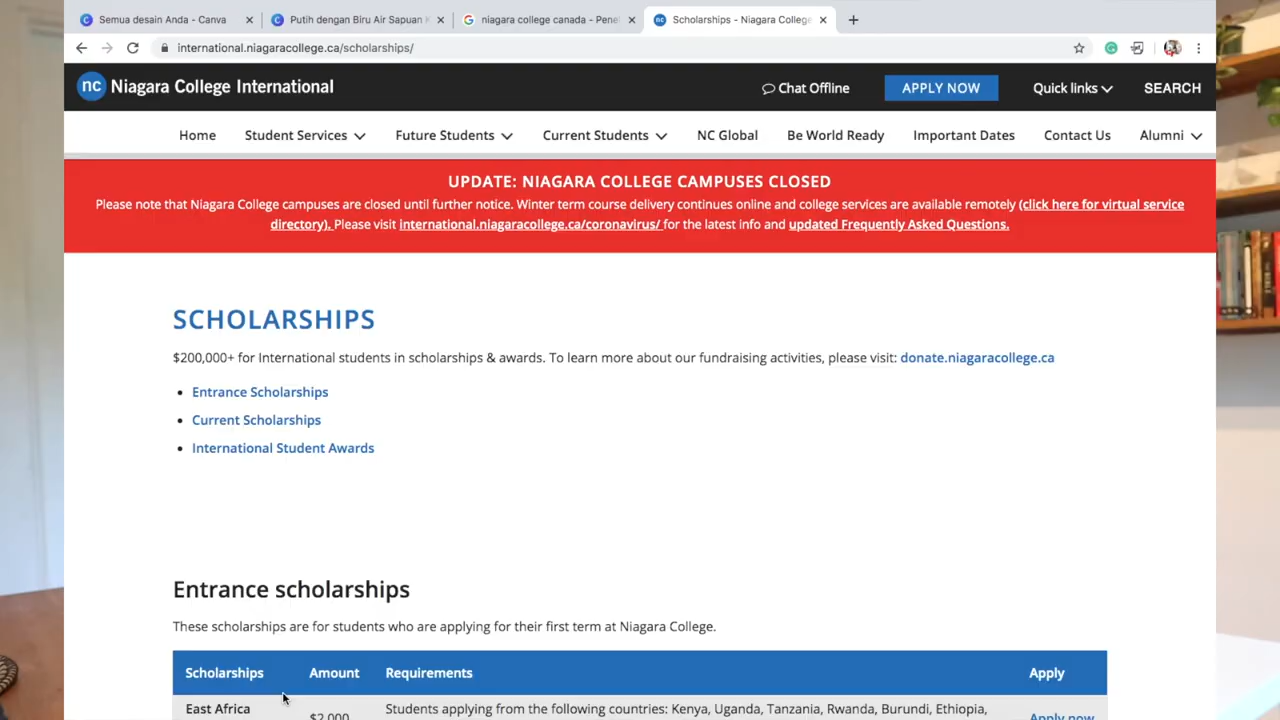 Semua desain Anda - Canva
Putih dengan Biru Air Sapuan K
niagara college canada - Pene
Scholarships - Niagara College
international.niagaracollege.ca/scholarships/
nc Niagara College International
Chat Offline
APPLY NOW
Quick links
SEARCH
Home
Student Services
Future Students
Current Students
NC Global
Be World Ready
Important Dates
Contact Us
Alumni
UPDATE: NIAGARA COLLEGE CAMPUSES CLOSED
Please note that Niagara College campuses are closed until further notice. Winter term course delivery continues online and college services are available remotely (click here for virtual service
directory). Please visit international.niagaracollege.ca/coronavirus/ for the latest info and updated Frequently Asked Questions.
SCHOLARSHIPS
$200,000+ for International students in scholarships & awards. To learn more about our fundraising activities, please visit: donate.niagaracollege.ca
• Entrance Scholarships
• Current Scholarships
• International Student Awards
Entrance scholarships
These scholarships are for students who are applying for their first term at Niagara College.
Scholarships
Amount
Requirements
Apply
East Africa
$2,000
Students applying from the following countries: Kenya, Uganda, Tanzania, Rwanda, Burundi, Ethiopia,
Apply now